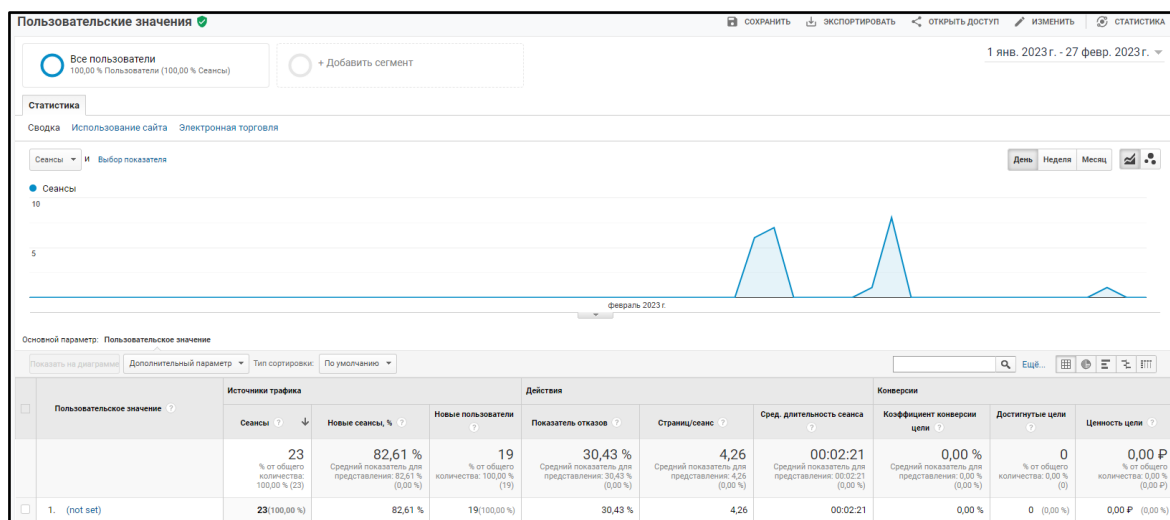 Пользовательские значения
СОХРАНИТЬ ЭКСПОРТИРОВАТЬ ОТКРЫТЬ ДОСТУП ИЗМЕНИТЬ СТАТИСТИКА
Все пользователи
100,00 % Пользователи (100,00 % Сеансы)
+ Добавить сегмент
1 янв. 2023 г. - 27 февр. 2023 г.
Статистика
Сводка Использование сайта Электронная торговля
Сеансы И Выбор показателя
День Неделя Месяц
Сеансы
10
5
февраль 2023 г.
Основной параметр: Пользовательское значение
Показать на диаграмме Дополнительный параметр Тип сортировки: По умолчанию Ещё...
Пользовательское значение ?
Источники трафика Действия Конверсии
Сеансы ? Новые сеансы, % ? Новые пользователи ? Показатель отказов ? Страниц/сеанс ? Сред. длительность сеанса ? Коэффициент конверсии цели ? Достигнутые цели ? Ценность цели ?
23 82,61 % 19 30,43 % 4,26 00:02:21 0,00 % 0 0,00 ₽
% от общего количества: 100,00 % (23)
Средний показатель для представления: 82,61 % (0,00 %)
% от общего количества: 100,00 % (19)
Средний показатель для представления: 30,43 % (0,00 %)
Средний показатель для представления: 4,26 (0,00 %)
Средний показатель для представления: 00:02:21 (0,00 %)
Средний показатель для представления: 0,00 % (0,00 %)
% от общего количества: 0,00 % (0)
% от общего количества: 0,00 % (0,00 ₽)
1. (not set) 23(100,00 %) 82,61 % 19(100,00 %) 30,43 % 4,26 00:02:21 0,00 % 0 (0,00 %) 0,00 ₽ (0,00 %)